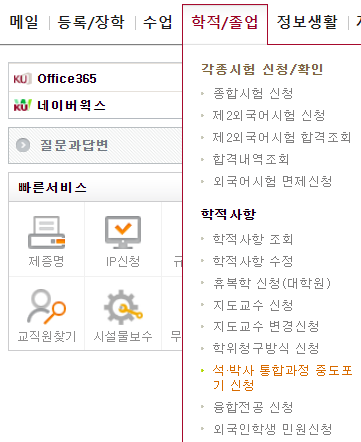 메일 등록/장학 수업 학적/졸업 정보생활
KU Office365
KU 네이버웍스
질문과답변
빠른서비스
제증명 IP신청
교직원찾기 시설물보수
각종시험 신청/확인
종합시험 신청
제2외국어시험 신청
제2외국어시험 합격조회
합격내역조회
외국어시험 면제신청
학적사항
학적사항 조회
학적사항 수정
휴복학 신청(대학원)
지도교수 신청
지도교수 변경신청
학위청구방식 신청
석·박사 통합과정 중도포
기 신청
융합전공 신청
외국인학생 민원신청